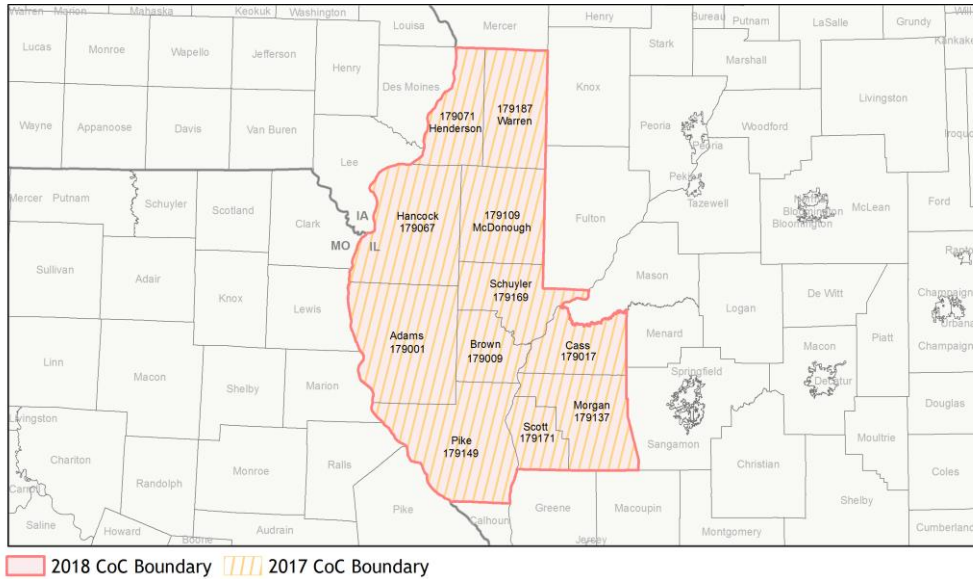 Warren
Marion
Mahaska
Keokuk
Washington
Louisa
Mercer
Henry
Bureau
Putnam
LaSalle
Grundy
Will
Lucas
Monroe
Wapello
Jefferson
Henry
Des Moines
Stark
Marshall
Knox
Livingston
179071
Henderson
179187
Warren
Wayne
Appanoose
Davis
Van Buren
Lee
Peoria
Peoria
Woodford
Pekin
Tazewell
McLean
Bloomington
Bloomington
Ford
Mercer
Putnam
Schuyler
Scotland
Clark
IA
MO
IL
Hancock
179067
179109
McDonough
Fulton
Mason
Sullivan
Adair
Knox
Lewis
Schuyler
179169
Logan
De Witt
Champaign
Urbana
Champaign
Piatt
Menard
Macon
Decatur
Adams
179001
Brown
179009
Cass
179017
Springfield
Linn
Macon
Shelby
Marion
Morgan
179137
Scott
179171
Sangamon
Douglas
Livingston
Pike
179149
Christian
Moultrie
Chariton
Randolph
Monroe
Ralls
Coles
Shelby
Saline
Howard
Boone
Audrain
Pike
Calhoun
Greene
Macoupin
Jersey
Montgomery
Cumberland
2018 CoC Boundary
2017 CoC Boundary